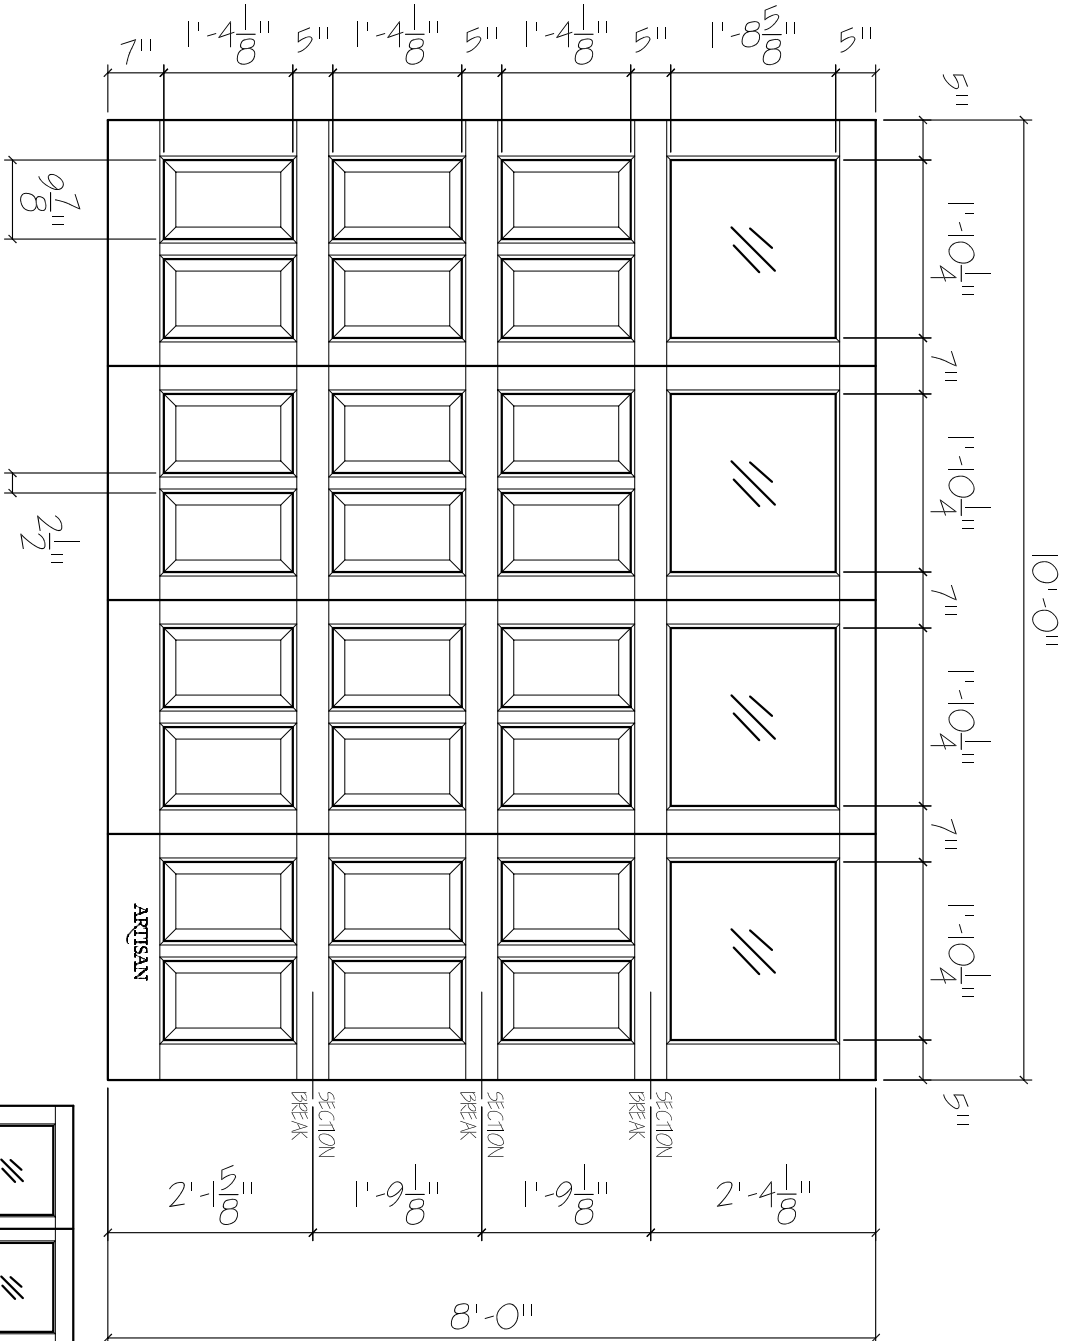 7" 1'-4 1/8" 5" 1'-4 1/8" 5" 1'-4 1/8" 5" 1'-8 5/8" 5"
5"
1'-10 1/4"
7"
1'-10 1/4"
7"
1'-10 1/4"
7"
1'-10 1/4"
5"
10'-0"
9 7/8"
2 1/2"
ARTISAN
SECTION
BREAK
SECTION
BREAK
SECTION
BREAK
2'-1 5/8" 1'-9 1/8" 1'-9 1/8" 2'-4 1/8"
8'-0"